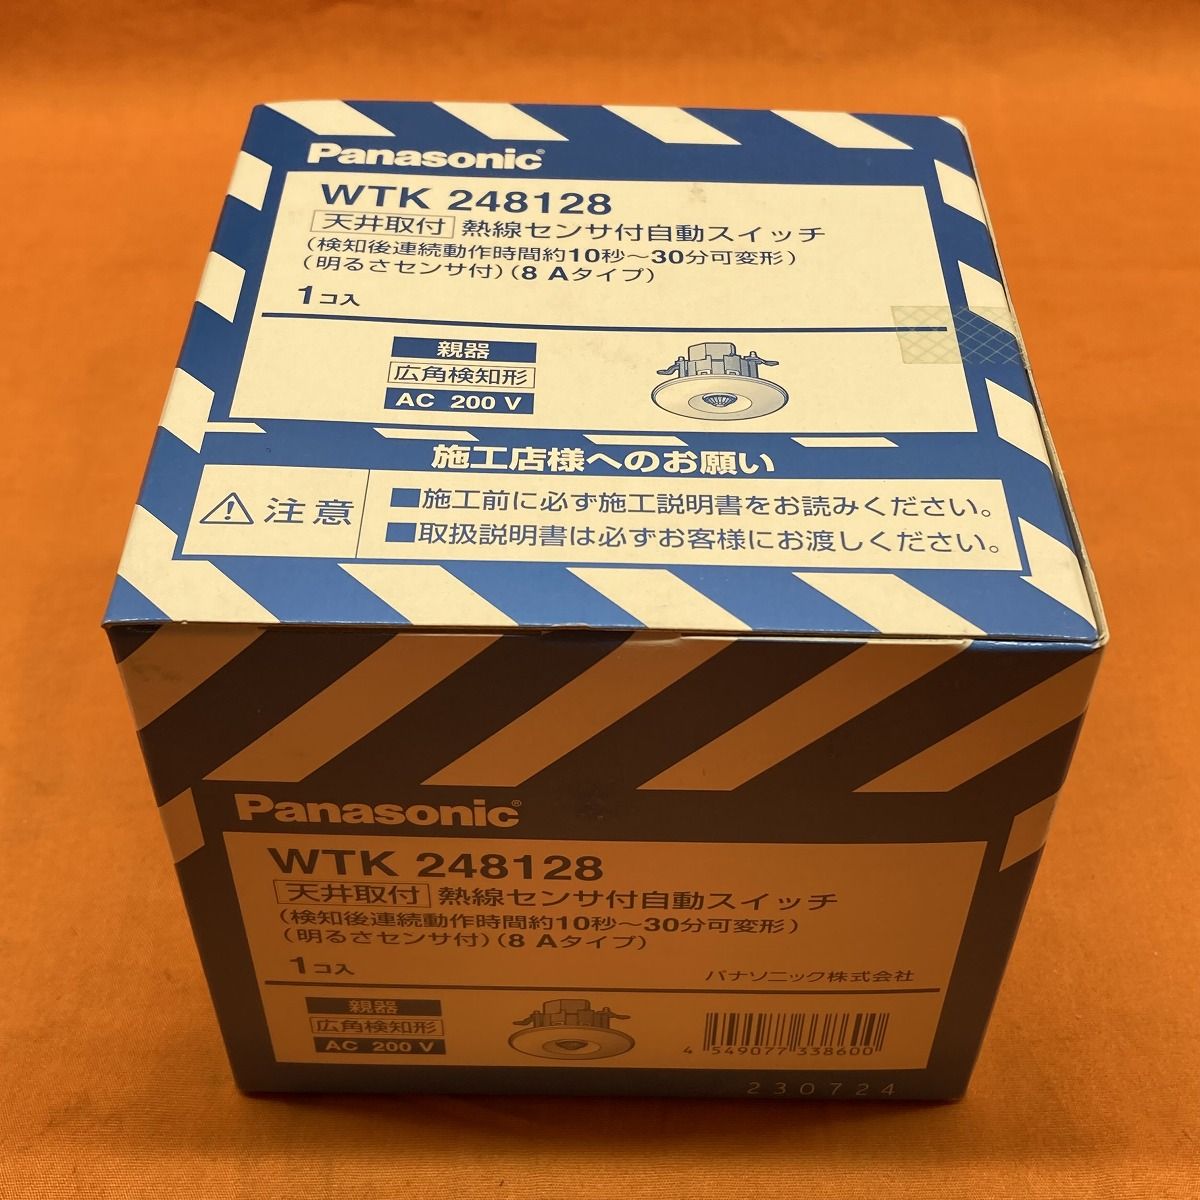 Panasonic®
WTK 248128
天井取付 熱線センサ付自動スイッチ
(検知後連続動作時間約10秒～30分可変形)
(明るさセンサ付)(8 Aタイプ)
1コ入
親器
広角検知形
AC 200 V
施工店様へのお願い
注意
■施工前に必ず施工説明書をお読みください。
■取扱説明書は必ずお客様にお渡しください。
Panasonic®
WTK 248128
天井取付 熱線センサ付自動スイッチ
(検知後連続動作時間約10秒～30分可変形)
(明るさセンサ付)(8 Aタイプ)
1コ入
パナソニック株式会社
親器
広角検知形
AC 200 V
4 549077 338600
230724